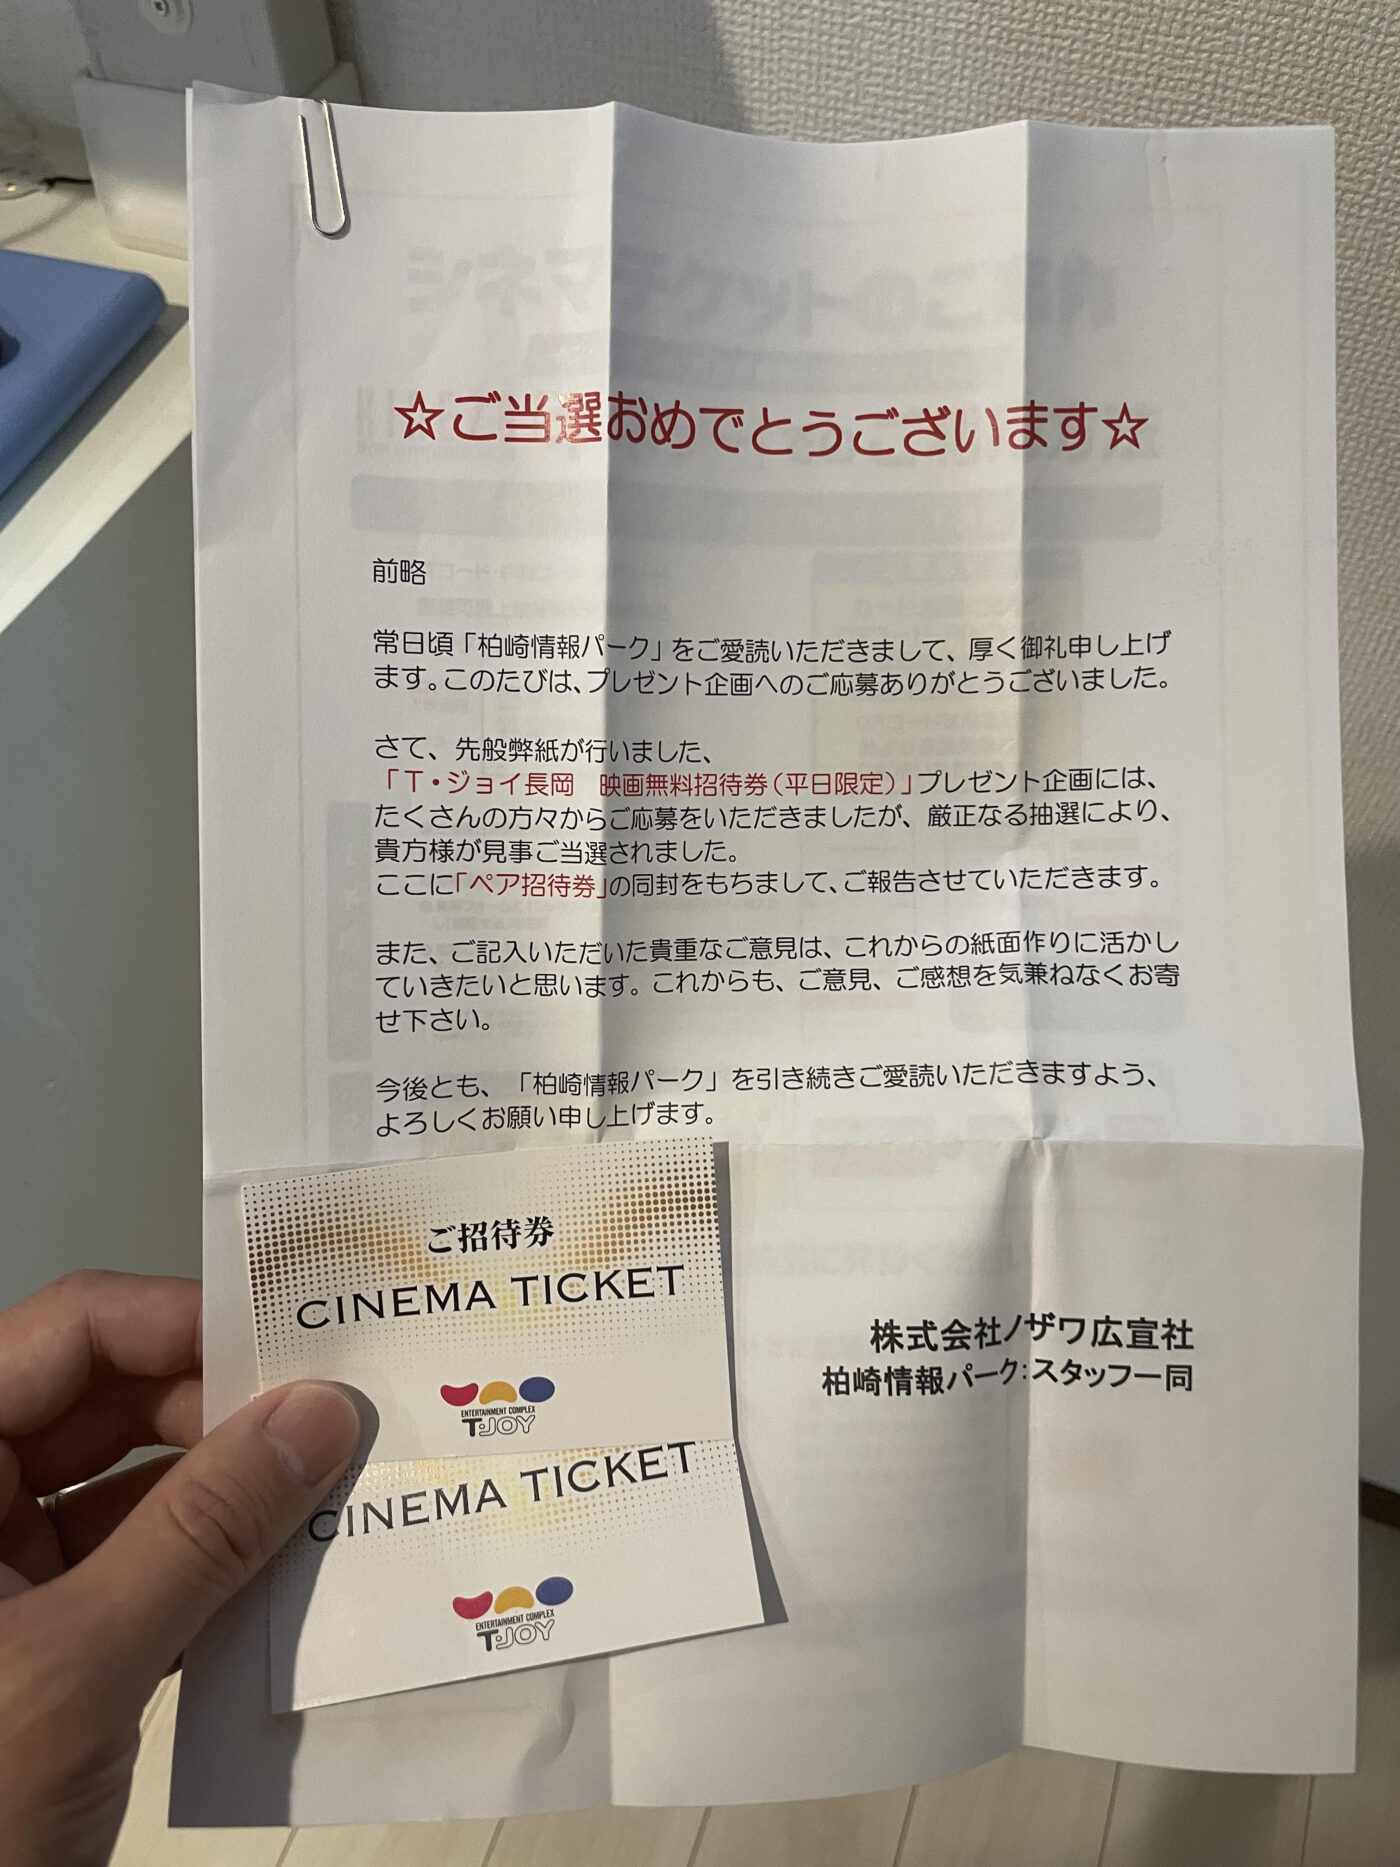 ☆ご当選おめでとうございます☆
前略
常日頃「柏崎情報パーク」をご愛読いただきまして、厚く御礼申し上げ
ます。このたびは、プレゼント企画へのご応募ありがとうございました。
さて、先般弊紙が行いました、
「T・ジョイ長岡　映画無料招待券(平日限定)」プレゼント企画には、
たくさんの方々からご応募をいただきましたが、厳正なる抽選により、
貴方様が見事ご当選されました。
ここに「ペア招待券」の同封をもちまして、ご報告させていただきます。
また、ご記入いただいた貴重なご意見は、これからの紙面作りに活かし
ていきたいと思います。これからも、ご意見、ご感想を気兼ねなくお寄
せ下さい。
今後とも、「柏崎情報パーク」を引き続きご愛読いただきますよう、
よろしくお願い申し上げます。
株式会社ノザワ広宣社
柏崎情報パーク:スタッフ一同
ご招待券
CINEMA TICKET
ENTERTAINMENT COMPLEX
T・JOY
CINEMA TICKET
ENTERTAINMENT COMPLEX
T・JOY